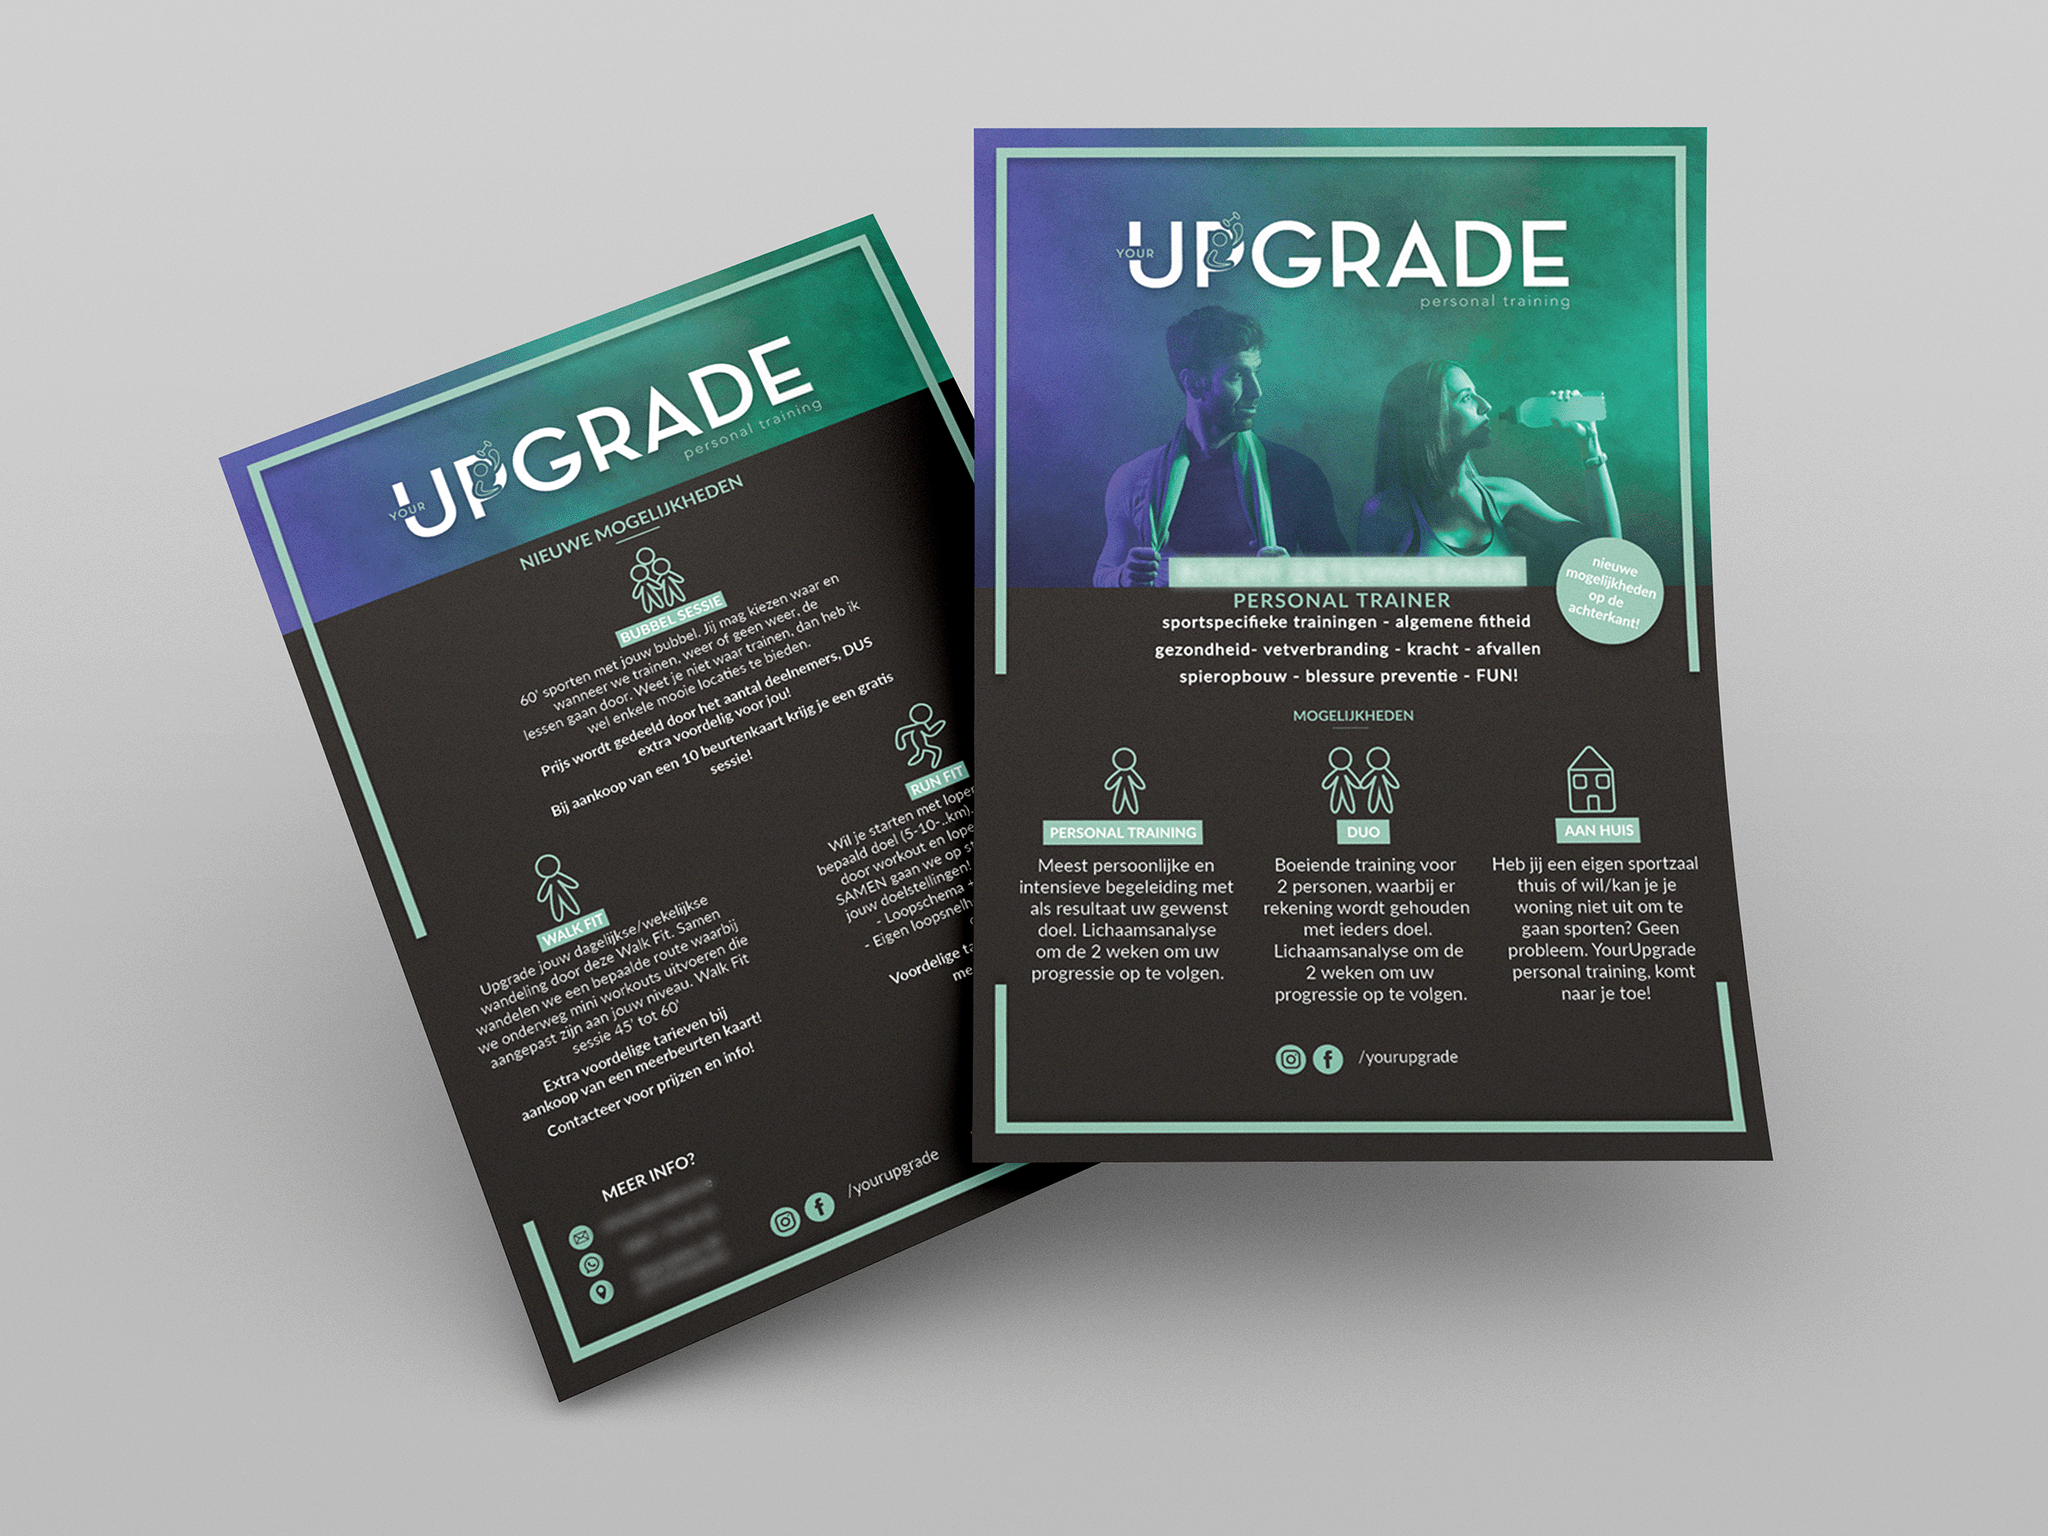 YOUR
UPGRADE
personal training
NIEUWE MOGELIJKHEDEN
BUBBEL SESSIE
60' sporten met jouw bubbel. Jij mag kiezen waar en
wanneer we trainen, weer of geen weer, de
lessen gaan door. Weet je niet waar trainen, dan heb ik
wel enkele mooie locaties te bieden.
Prijs wordt gedeeld door het aantal deelnemers, DUS
extra voordelig voor jou!
Bij aankoop van een 10 beurtenkaart krijg je een gratis
sessie!
RUN FIT
Wil je starten met lopen
bepaald doel (5-10-..km).
door workout en lope
SAMEN gaan we op st
jouw doelstellingen!
- Loopschema +
- Eigen loopsnelh
Voordelige ta
me
WALK FIT
Upgrade jouw dagelijkse/wekelijkse
wandeling door deze Walk Fit. Samen
wandelen we een bepaalde route waarbij
we onderweg mini workouts uitvoeren die
aangepast zijn aan jouw niveau. Walk Fit
sessie 45' tot 60'
Extra voordelige tarieven bij
aankoop van een meerbeurten kaart!
Contacteer voor prijzen en info!
MEER INFO?
/yourupgrade
YOUR
UPGRADE
personal training
PERSONAL TRAINER
sportspecifieke trainingen - algemene fitheid
gezondheid- vetverbranding - kracht - afvallen
spieropbouw - blessure preventie - FUN!
nieuwe
mogelijkheden
op de
achterkant!
MOGELIJKHEDEN
PERSONAL TRAINING
Meest persoonlijke en
intensieve begeleiding met
als resultaat uw gewenst
doel. Lichaamsanalyse
om de 2 weken om uw
progressie op te volgen.
DUO
Boeiende training voor
2 personen, waarbij er
rekening wordt gehouden
met ieders doel.
Lichaamsanalyse om de
2 weken om uw
progressie op te volgen.
AAN HUIS
Heb jij een eigen sportzaal
thuis of wil/kan je je
woning niet uit om te
gaan sporten? Geen
probleem. YourUpgrade
personal training, komt
naar je toe!
/yourupgrade